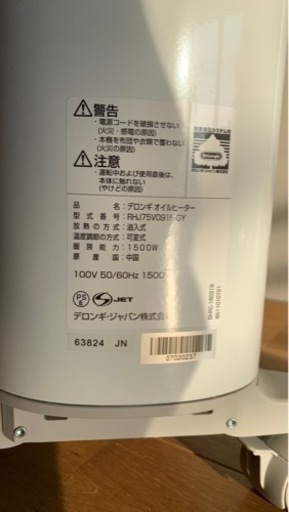 警告
・電源コードを破損させない
(火災・感電の原因)
・本機を布団や衣類で覆わない
(火災の原因)
注意
・運転中および使用直後は、
本体に触れない
(やけどの原因)
品名：デロンギ オイルヒーター
型式番号：RHJ75V0915-GY
放熱の方式：油入式
温度調節の方式：可変式
暖房能力：1500W
原産国：中国
100V 50/60Hz 1500
PS
E
S JET
デロンギ・ジャパン株式会
63824 JN
07020237